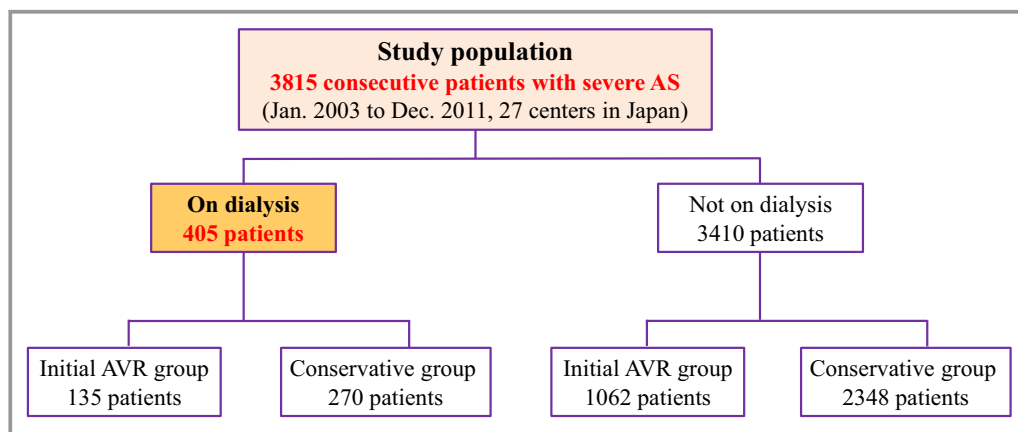 Study population
3815 consecutive patients with severe AS
(Jan. 2003 to Dec. 2011, 27 centers in Japan)
On dialysis
405 patients
Not on dialysis
3410 patients
Initial AVR group
135 patients
Conservative group
270 patients
Initial AVR group
1062 patients
Conservative group
2348 patients